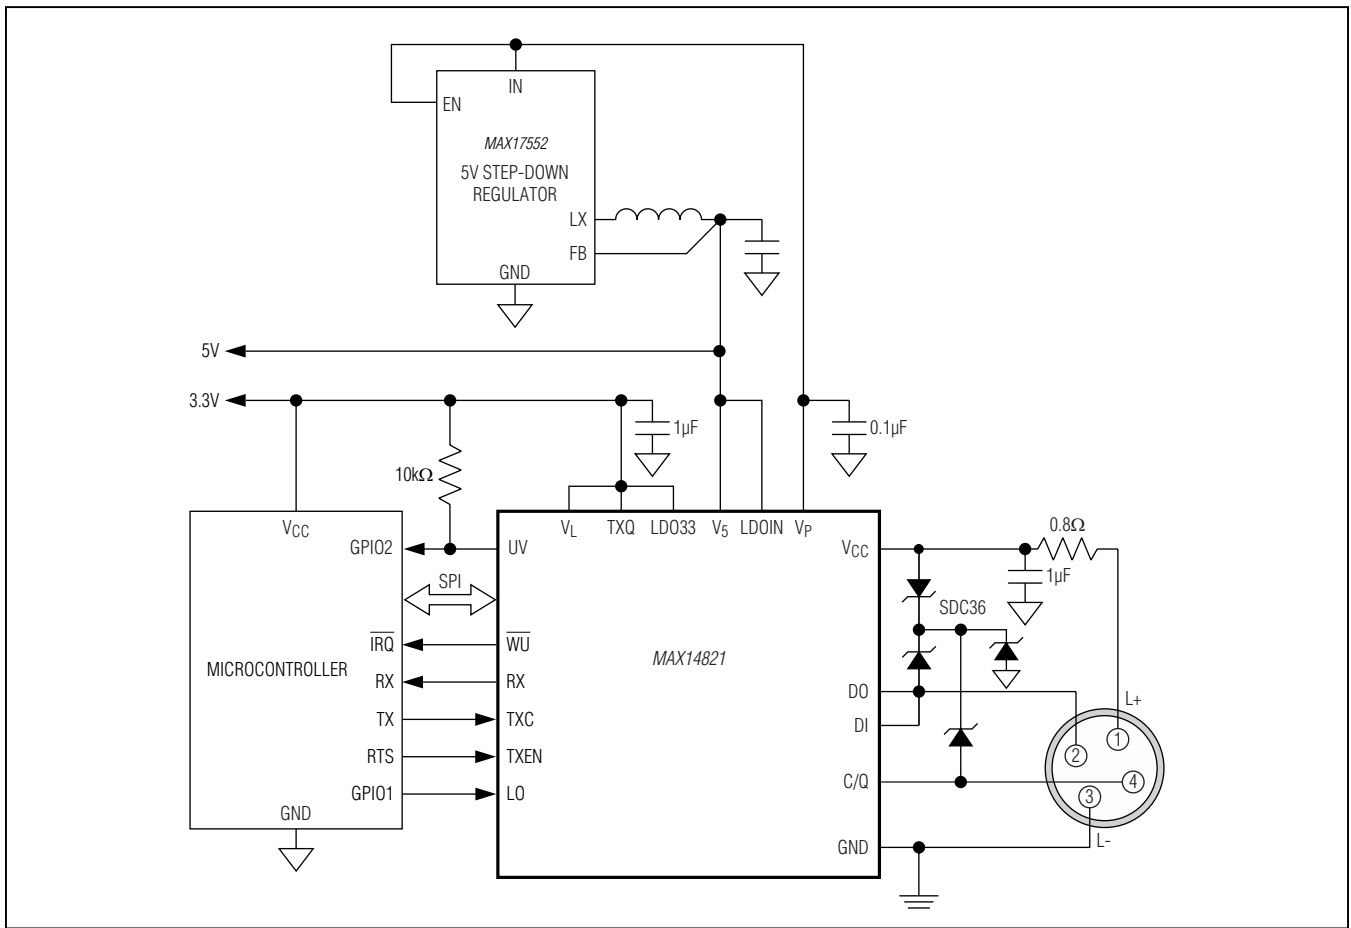 IN
EN
MAX17552
5V STEP-DOWN
REGULATOR
LX
FB
GND
5V
3.3V
1µF
0.1µF
10kΩ
VCC
GPIO2
SPI
IRQ
RX
TX
RTS
GPIO1
MICROCONTROLLER
GND
VL
TXQ
LDO33
V5
LDOIN
VP
UV
WU
RX
TXC
TXEN
LO
MAX14821
VCC
DO
DI
C/Q
GND
0.8Ω
1µF
SDC36
L+
1
2
4
3
L-